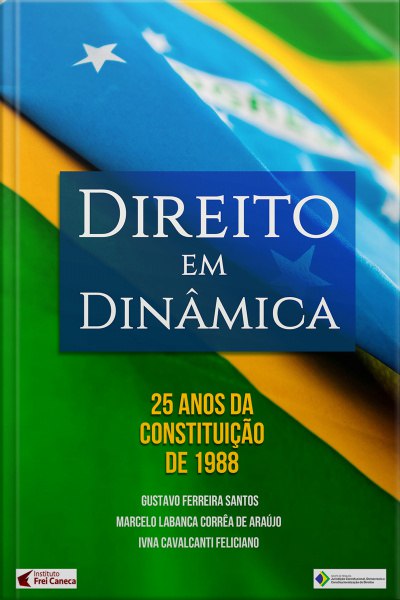 DIREITO
EM
DINÂMICA
25 ANOS DA
CONSTITUIÇÃO
DE 1988
GUSTAVO FERREIRA SANTOS
MARCELO LABANCA CORRÊA DE ARAÚJO
IVNA CAVALCANTI FELICIANO
Instituto
Frei Caneca